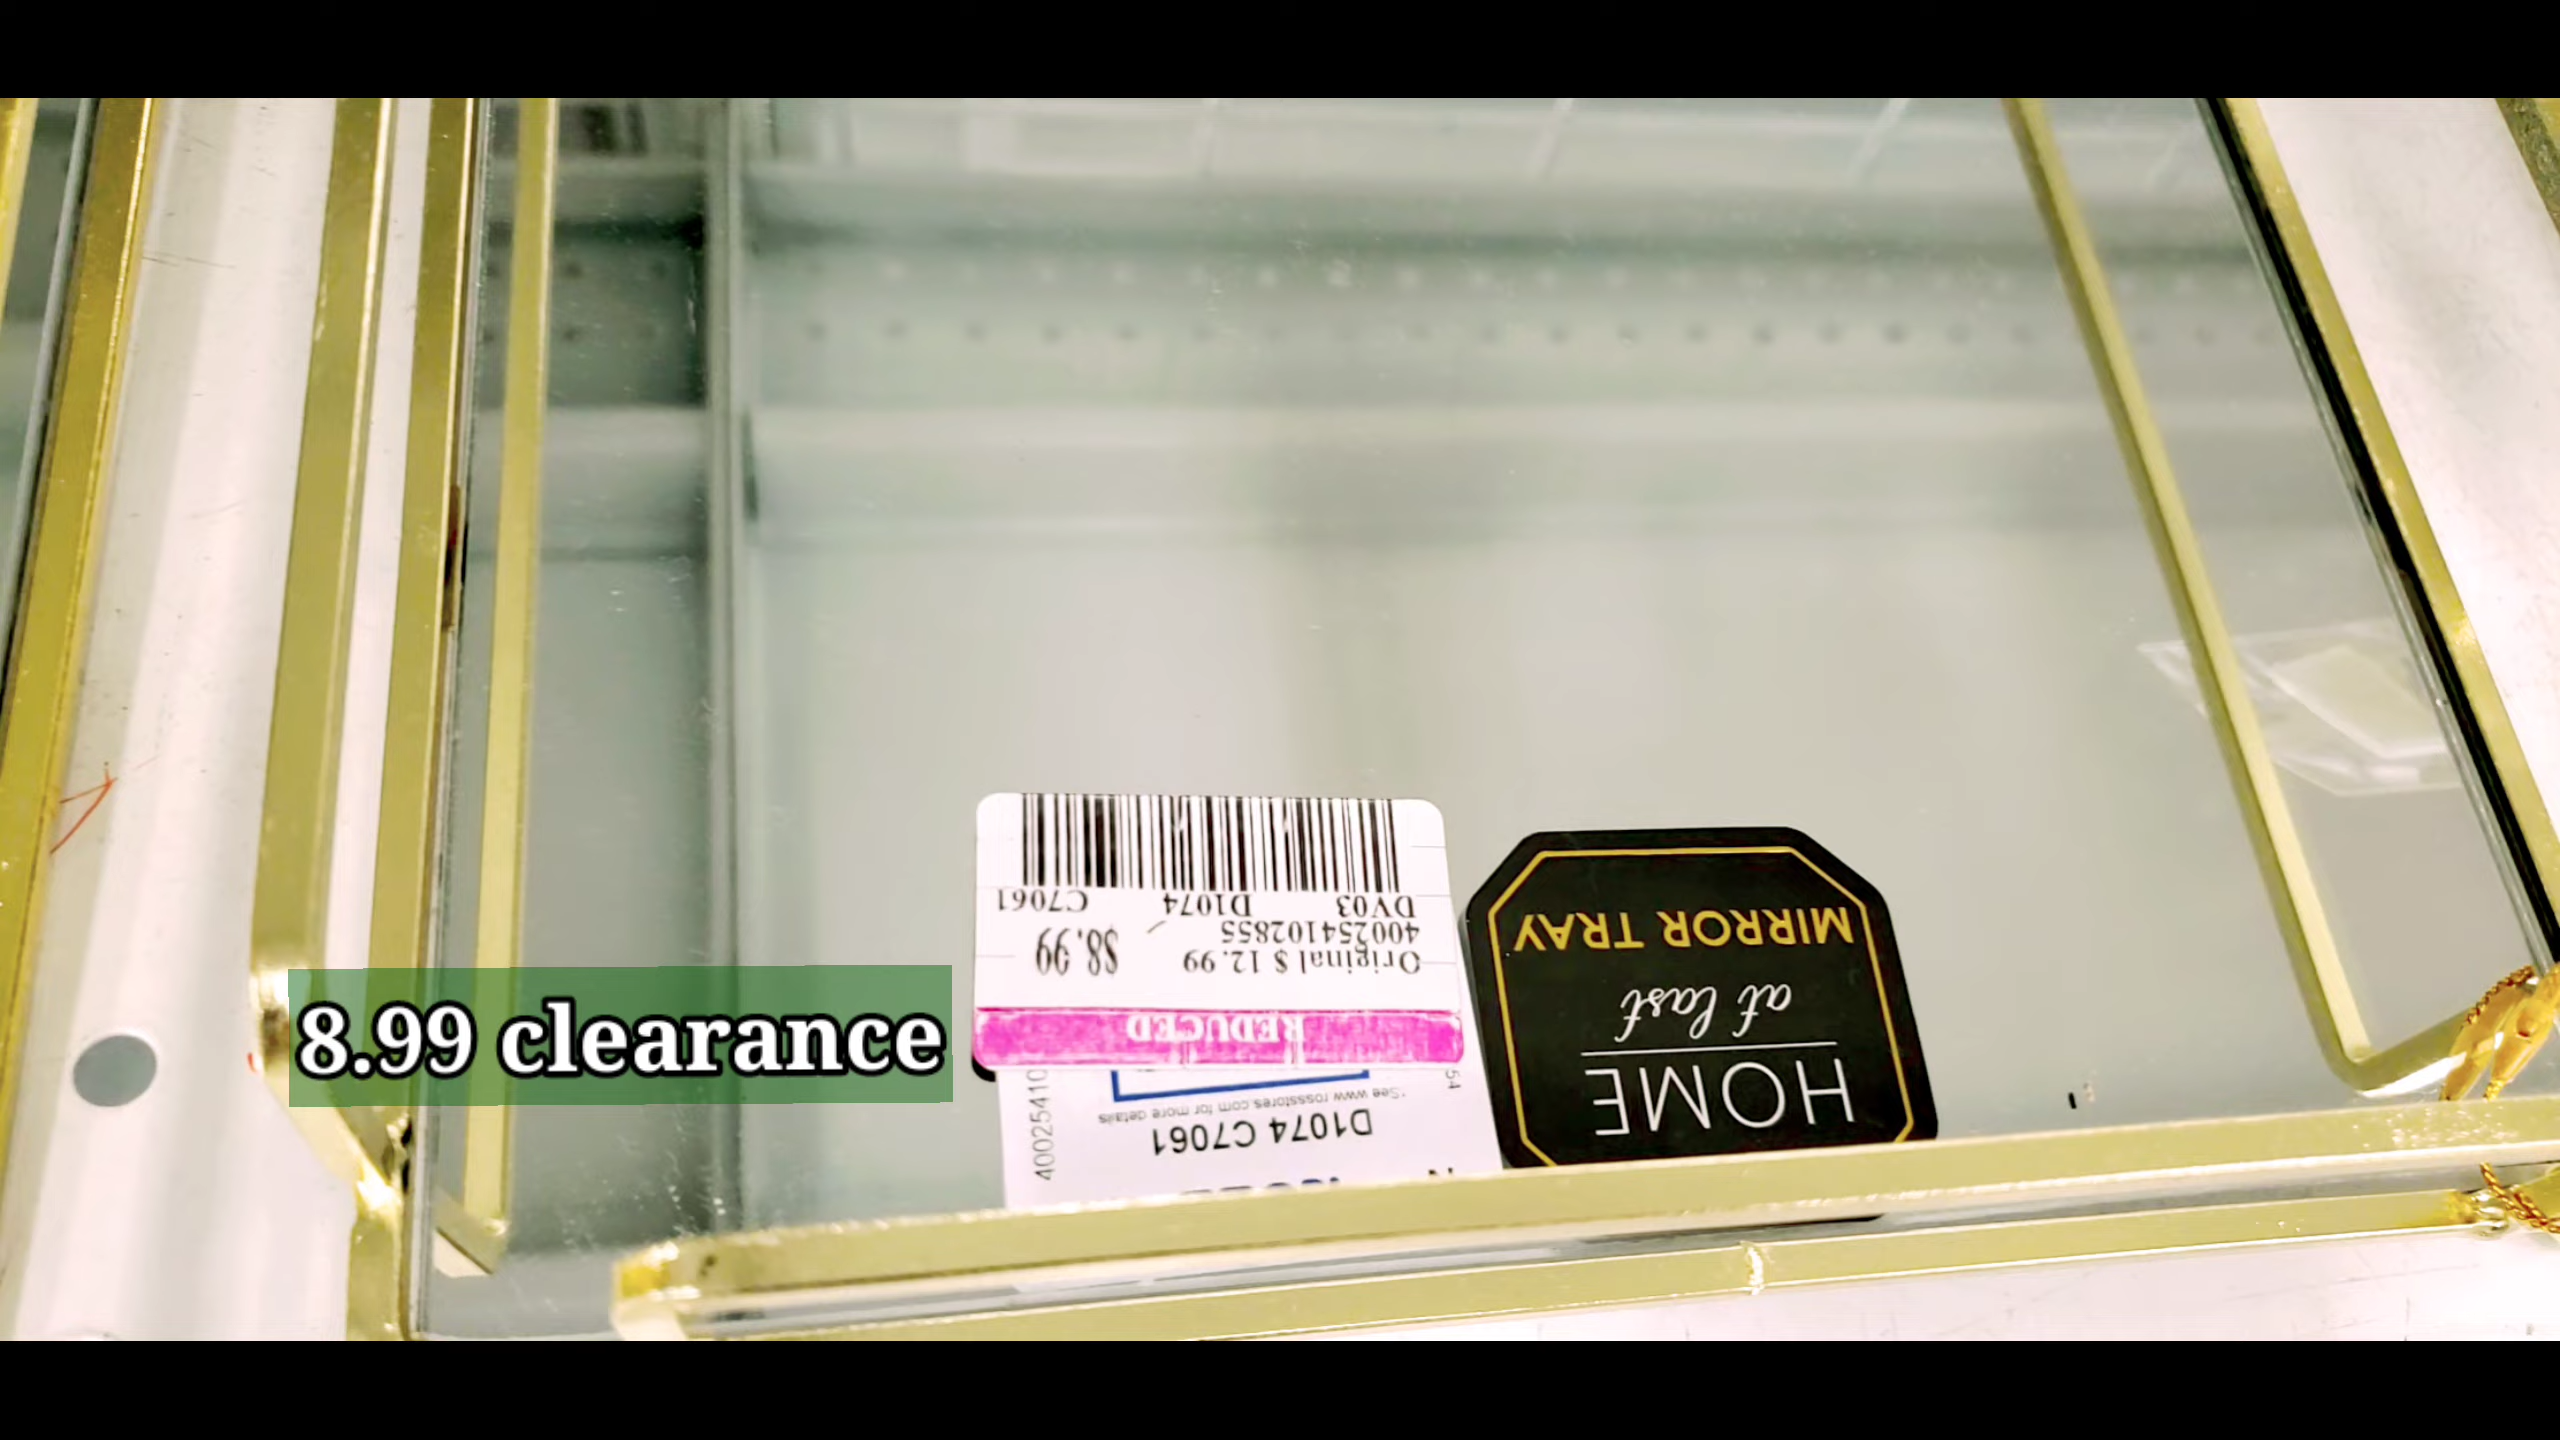 8.99 clearance
REDUCED
Original $ 12.99
$8.99
400254102855
DV03 D1074 C7061
D1074 C7061
*See www.rossstores.com for more details
HOME
at last
MIRROR TRAY